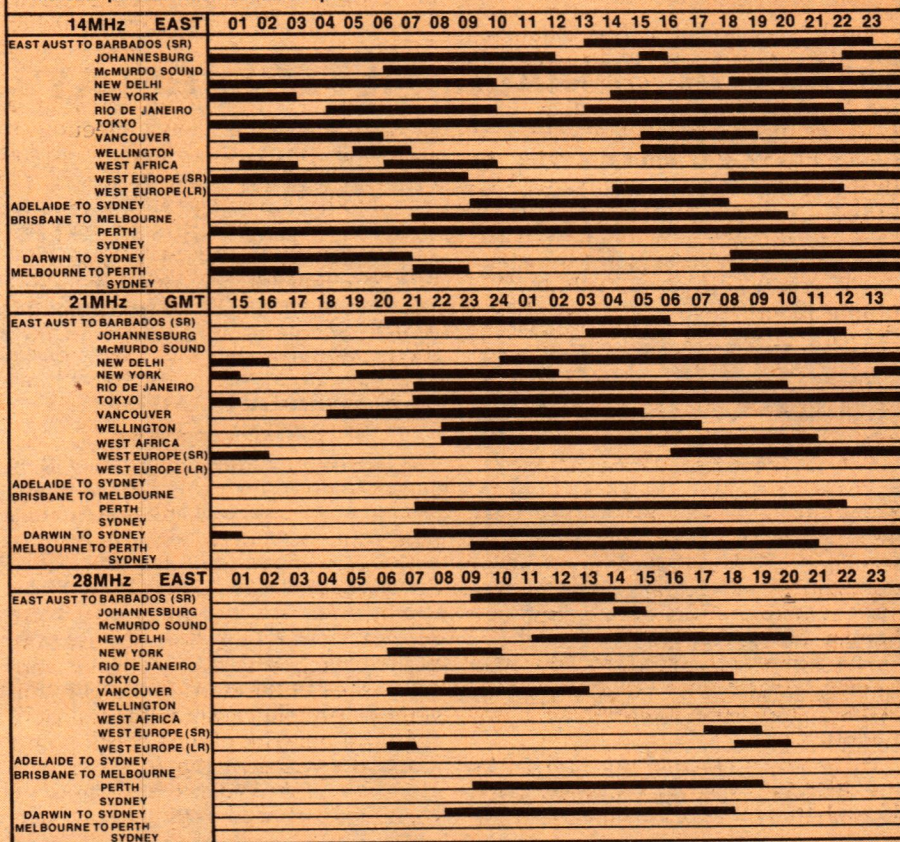 14MHz EAST 01 02 03 04 05 06 07 08 09 10 11 12 13 14 15 16 17 18 19 20 21 22 23
EAST AUST TO BARBADOS (SR)
JOHANNESBURG
McMURDO SOUND
NEW DELHI
NEW YORK
RIO DE JANEIRO
TOKYO
VANCOUVER
WELLINGTON
WEST AFRICA
WEST EUROPE (SR)
WEST EUROPE (LR)
ADELAIDE TO SYDNEY
BRISBANE TO MELBOURNE
PERTH
SYDNEY
DARWIN TO SYDNEY
MELBOURNE TO PERTH
SYDNEY
21MHz GMT 15 16 17 18 19 20 21 22 23 24 01 02 03 04 05 06 07 08 09 10 11 12 13
EAST AUST TO BARBADOS (SR)
JOHANNESBURG
McMURDO SOUND
NEW DELHI
NEW YORK
RIO DE JANEIRO
TOKYO
VANCOUVER
WELLINGTON
WEST AFRICA
WEST EUROPE (SR)
WEST EUROPE (LR)
ADELAIDE TO SYDNEY
BRISBANE TO MELBOURNE
PERTH
SYDNEY
DARWIN TO SYDNEY
MELBOURNE TO PERTH
SYDNEY
28MHz EAST 01 02 03 04 05 06 07 08 09 10 11 12 13 14 15 16 17 18 19 20 21 22 23
EAST AUST TO BARBADOS (SR)
JOHANNESBURG
McMURDO SOUND
NEW DELHI
NEW YORK
RIO DE JANEIRO
TOKYO
VANCOUVER
WELLINGTON
WEST AFRICA
WEST EUROPE (SR)
WEST EUROPE (LR)
ADELAIDE TO SYDNEY
BRISBANE TO MELBOURNE
PERTH
SYDNEY
DARWIN TO SYDNEY
MELBOURNE TO PERTH
SYDNEY